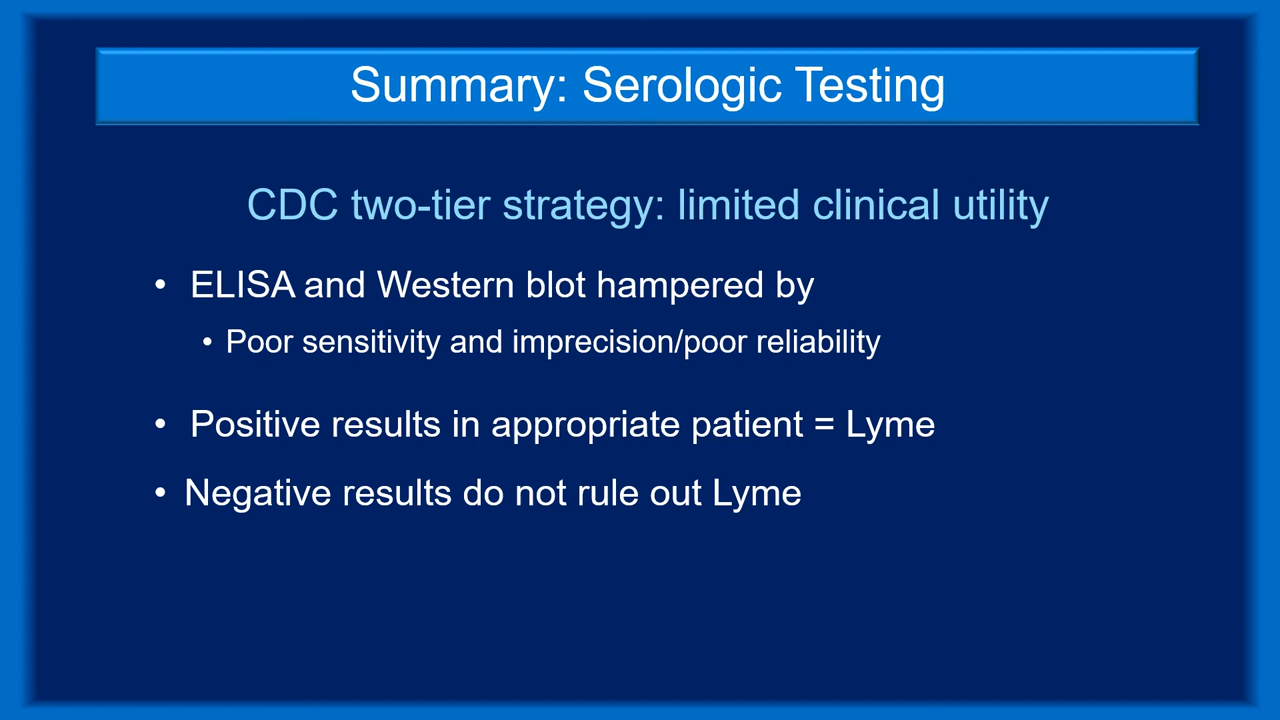 Summary: Serologic Testing
CDC two-tier strategy: limited clinical utility
• ELISA and Western blot hampered by
• Poor sensitivity and imprecision/poor reliability
• Positive results in appropriate patient = Lyme
• Negative results do not rule out Lyme